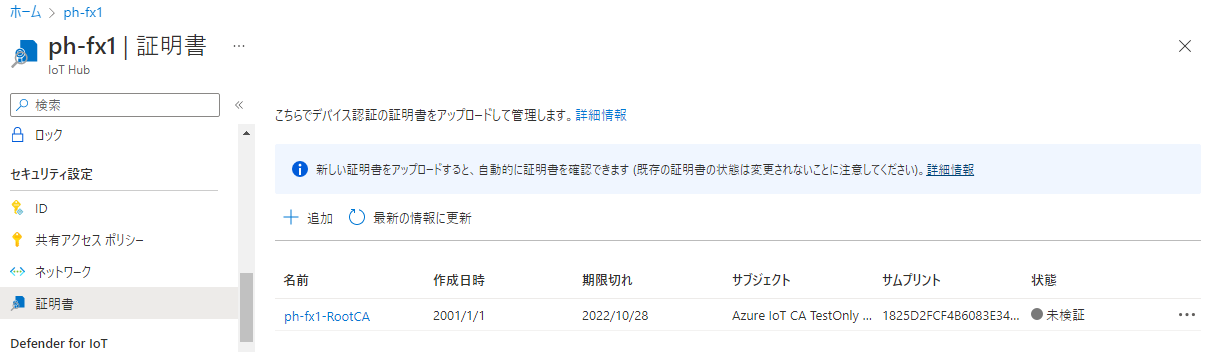 ホーム > ph-fx1
ph-fx1 | 証明書 ...
IoT Hub
検索 «
ロック
セキュリティ設定
ID
共有アクセス ポリシー
ネットワーク
証明書
Defender for IoT
こちらでデバイス認証の証明書をアップロードして管理します。詳細情報
新しい証明書をアップロードすると、自動的に証明書を確認できます (既存の証明書の状態は変更されないことに注意してください)。詳細情報
追加 最新の情報に更新
名前 作成日時 期限切れ サブジェクト サムプリント 状態
ph-fx1-RootCA 2001/1/1 2022/10/28 Azure IoT CA TestOnly ... 1825D2FCF4B6083E34... 未検証 ...